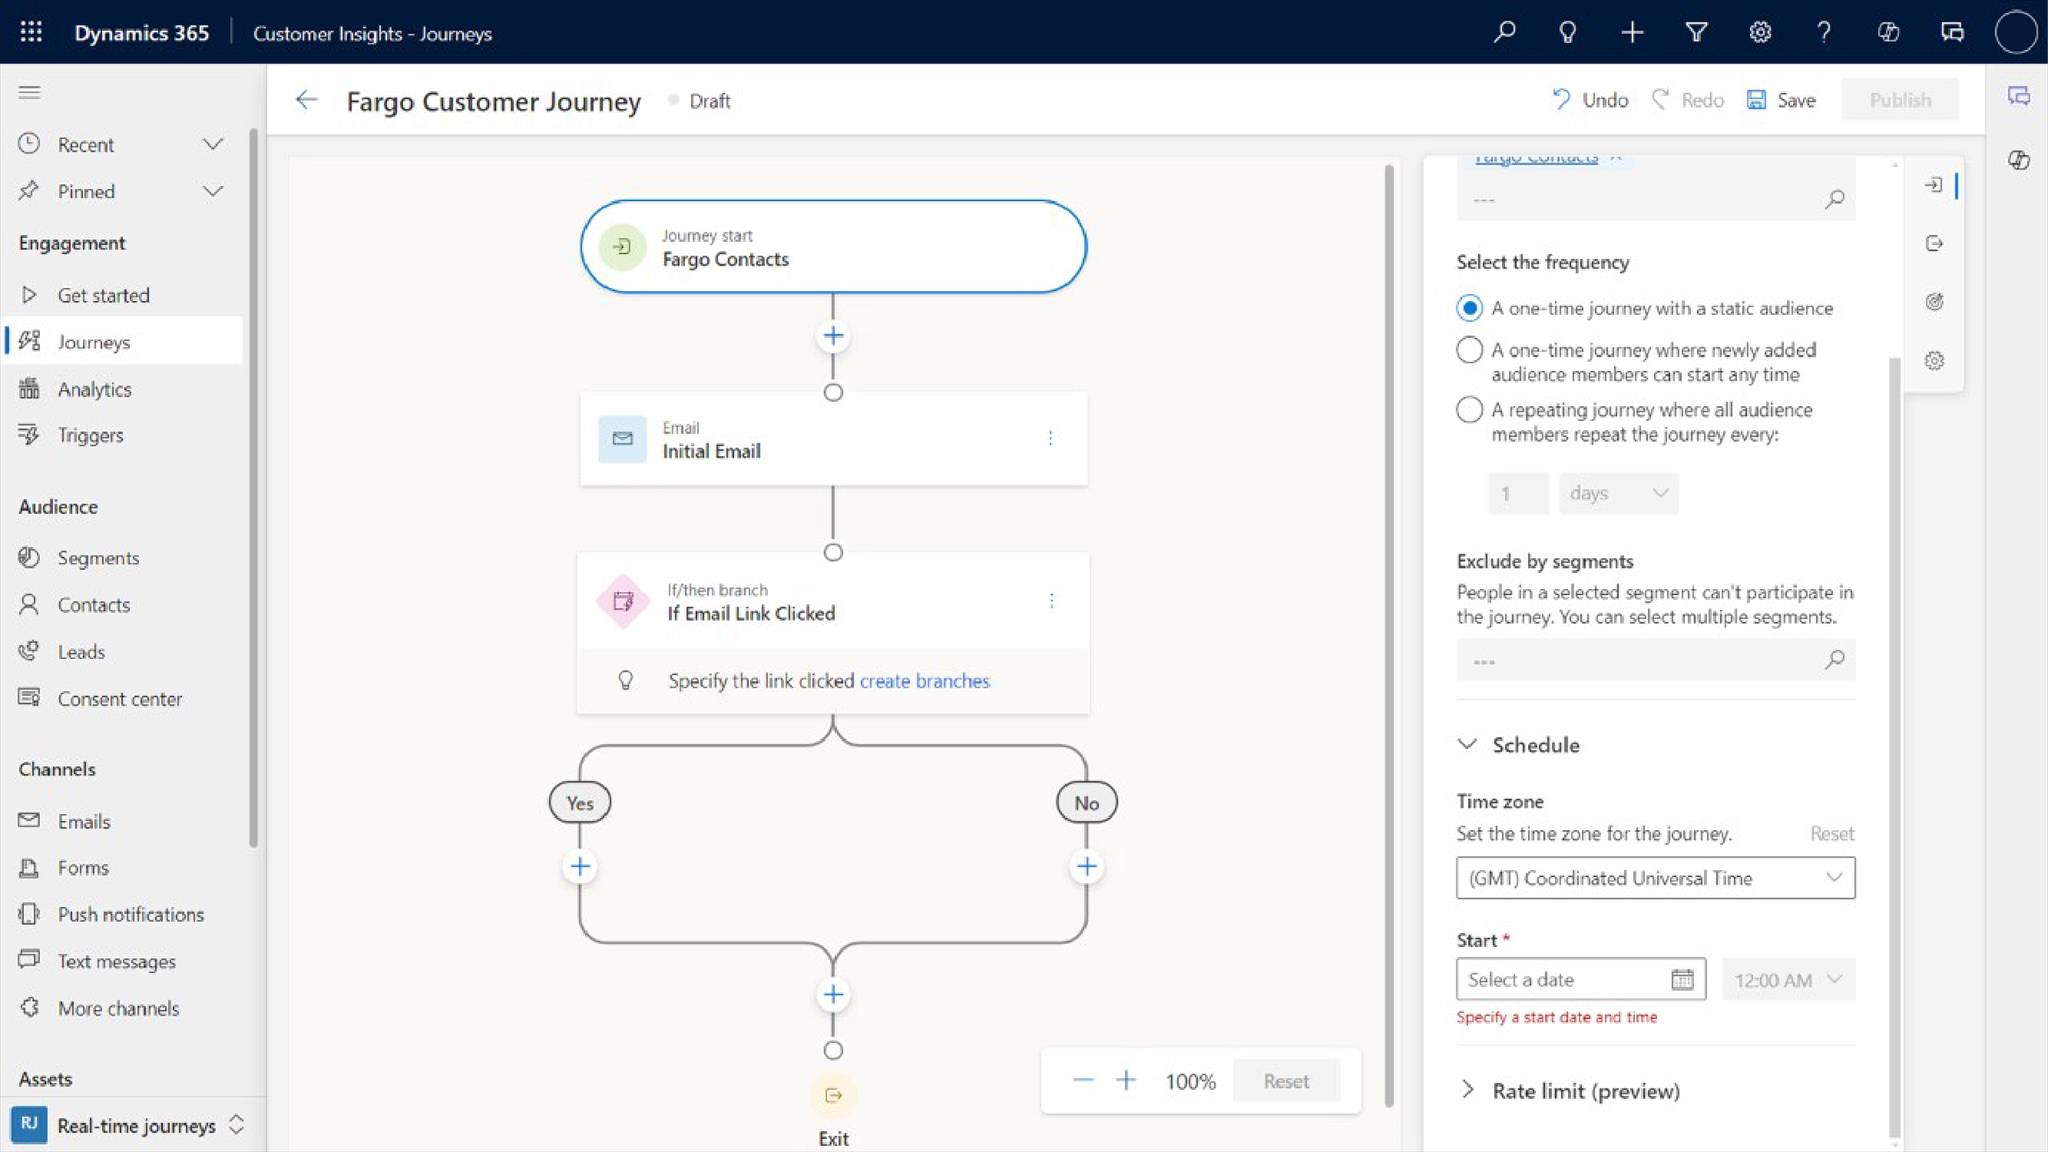 Dynamics 365
Customer Insights - Journeys
Fargo Customer Journey
Draft
Undo
Redo
Save
Publish
Recent
Pinned
Engagement
Get started
Journeys
Analytics
Triggers
Audience
Segments
Contacts
Leads
Consent center
Channels
Emails
Forms
Push notifications
Text messages
More channels
Assets
RJ
Real-time journeys
Journey start
Fargo Contacts
Email
Initial Email
If/then branch
If Email Link Clicked
Specify the link clicked create branches
Yes
No
Exit
100%
Reset
Fargo Contacts
---
Select the frequency
A one-time journey with a static audience
A one-time journey where newly added
audience members can start any time
A repeating journey where all audience
members repeat the journey every:
1
days
Exclude by segments
People in a selected segment can't participate in
the journey. You can select multiple segments.
---
Schedule
Time zone
Set the time zone for the journey.
Reset
(GMT) Coordinated Universal Time
Start *
Select a date
12:00 AM
Specify a start date and time
Rate limit (preview)